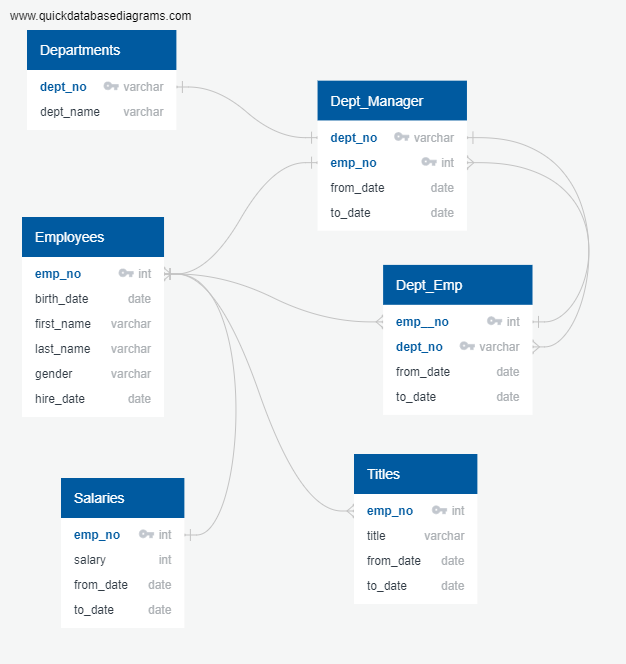 www.quickdatabasediagrams.com
Departments
dept_no varchar
dept_name varchar
Dept_Manager
dept_no varchar
emp_no int
from_date date
to_date date
Employees
emp_no int
birth_date date
first_name varchar
last_name varchar
gender varchar
hire_date date
Dept_Emp
emp__no int
dept_no varchar
from_date date
to_date date
Titles
emp_no int
title varchar
from_date date
to_date date
Salaries
emp_no int
salary int
from_date date
to_date date